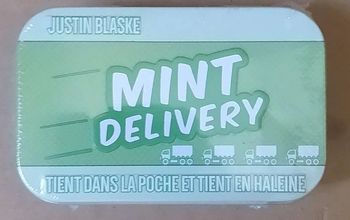 JUSTIN BLASKE
MINT
DELIVERY
TIENT DANS LA POCHE ET TIENT EN HALEINE